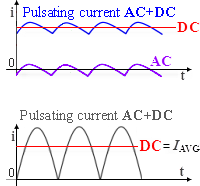 Pulsating current AC+DC
i
DC
AC
0
t
Pulsating current AC+DC
i
DC = IAVG
0
t